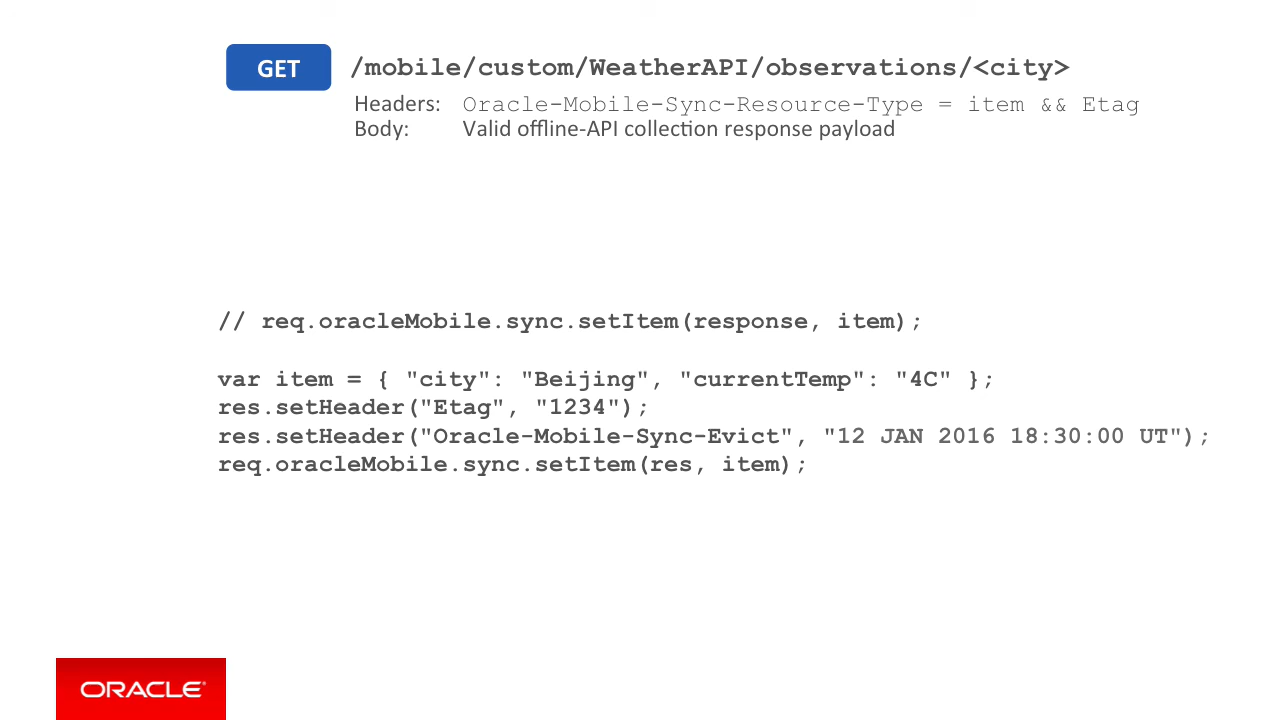 GET /mobile/custom/WeatherAPI/observations/<city>
Headers: Oracle-Mobile-Sync-Resource-Type = item && Etag
Body: Valid offline-API collection response payload
// req.oracleMobile.sync.setItem(response, item);
var item = { "city": "Beijing", "currentTemp": "4C" };
res.setHeader("Etag", "1234");
res.setHeader("Oracle-Mobile-Sync-Evict", "12 JAN 2016 18:30:00 UT");
req.oracleMobile.sync.setItem(res, item);
ORACLE®